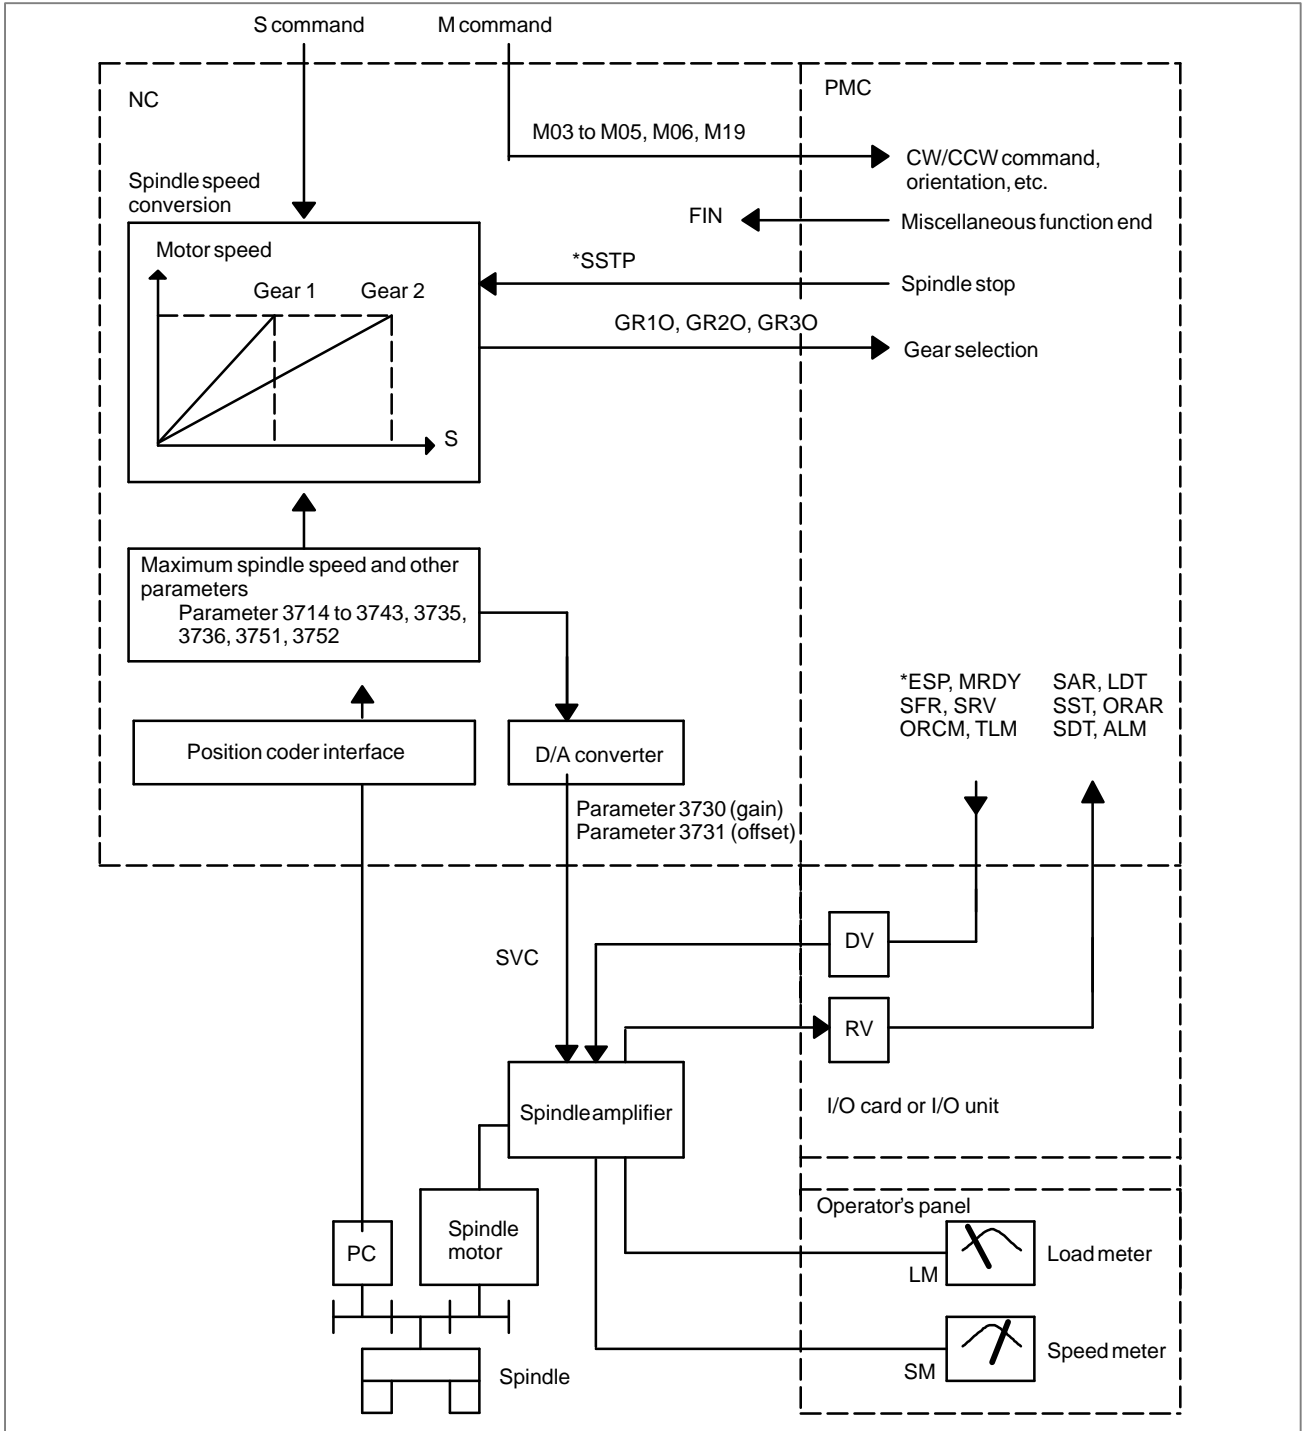 S command
M command
NC
PMC
M03 to M05, M06, M19
CW/CCW command,
orientation, etc.
Spindle speed
conversion
FIN
Miscellaneous function end
Motor speed
*SSTP
Spindle stop
Gear 1
Gear 2
GR1O, GR2O, GR3O
Gear selection
S
Maximum spindle speed and other
parameters
Parameter 3714 to 3743, 3735,
3736, 3751, 3752
*ESP, MRDY
SFR, SRV
ORCM, TLM
SAR, LDT
SST, ORAR
SDT, ALM
Position coder interface
D/A converter
Parameter 3730 (gain)
Parameter 3731 (offset)
DV
SVC
RV
Spindle amplifier
I/O card or I/O unit
Operator's panel
Spindle
motor
PC
Load meter
LM
Speed meter
SM
Spindle